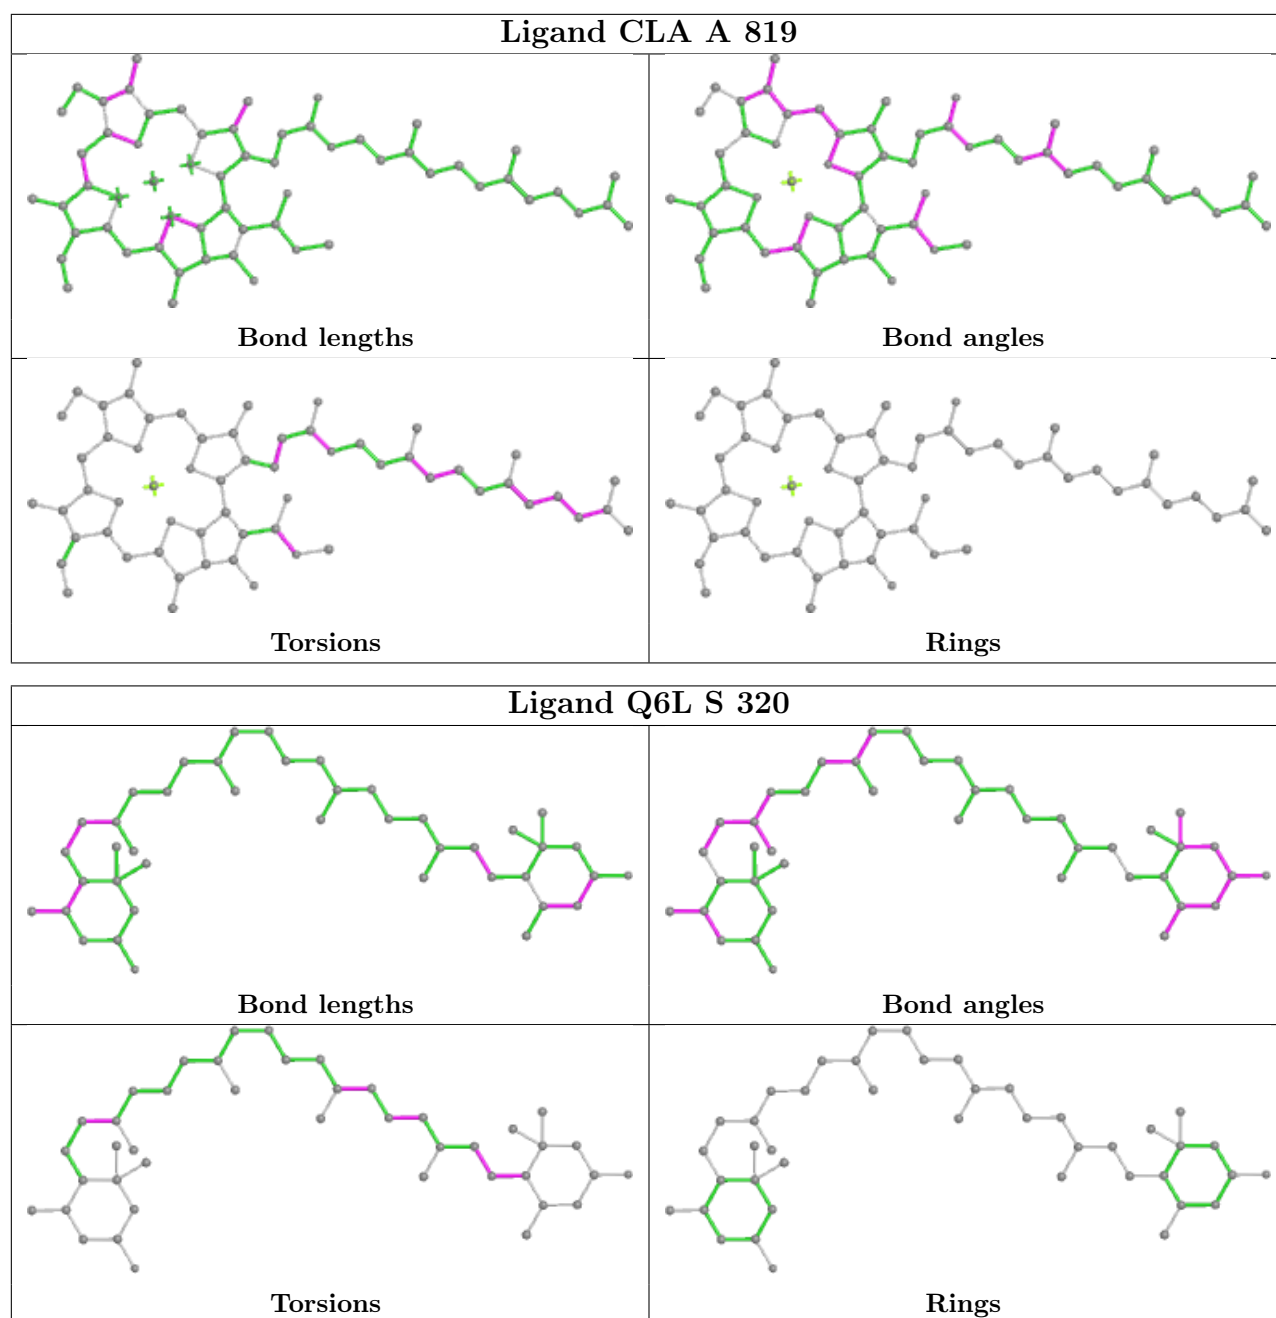 Ligand CLA A 819
Bond lengths
Bond angles
Torsions
Rings
Ligand Q6L S 320
Bond lengths
Bond angles
Torsions
Rings